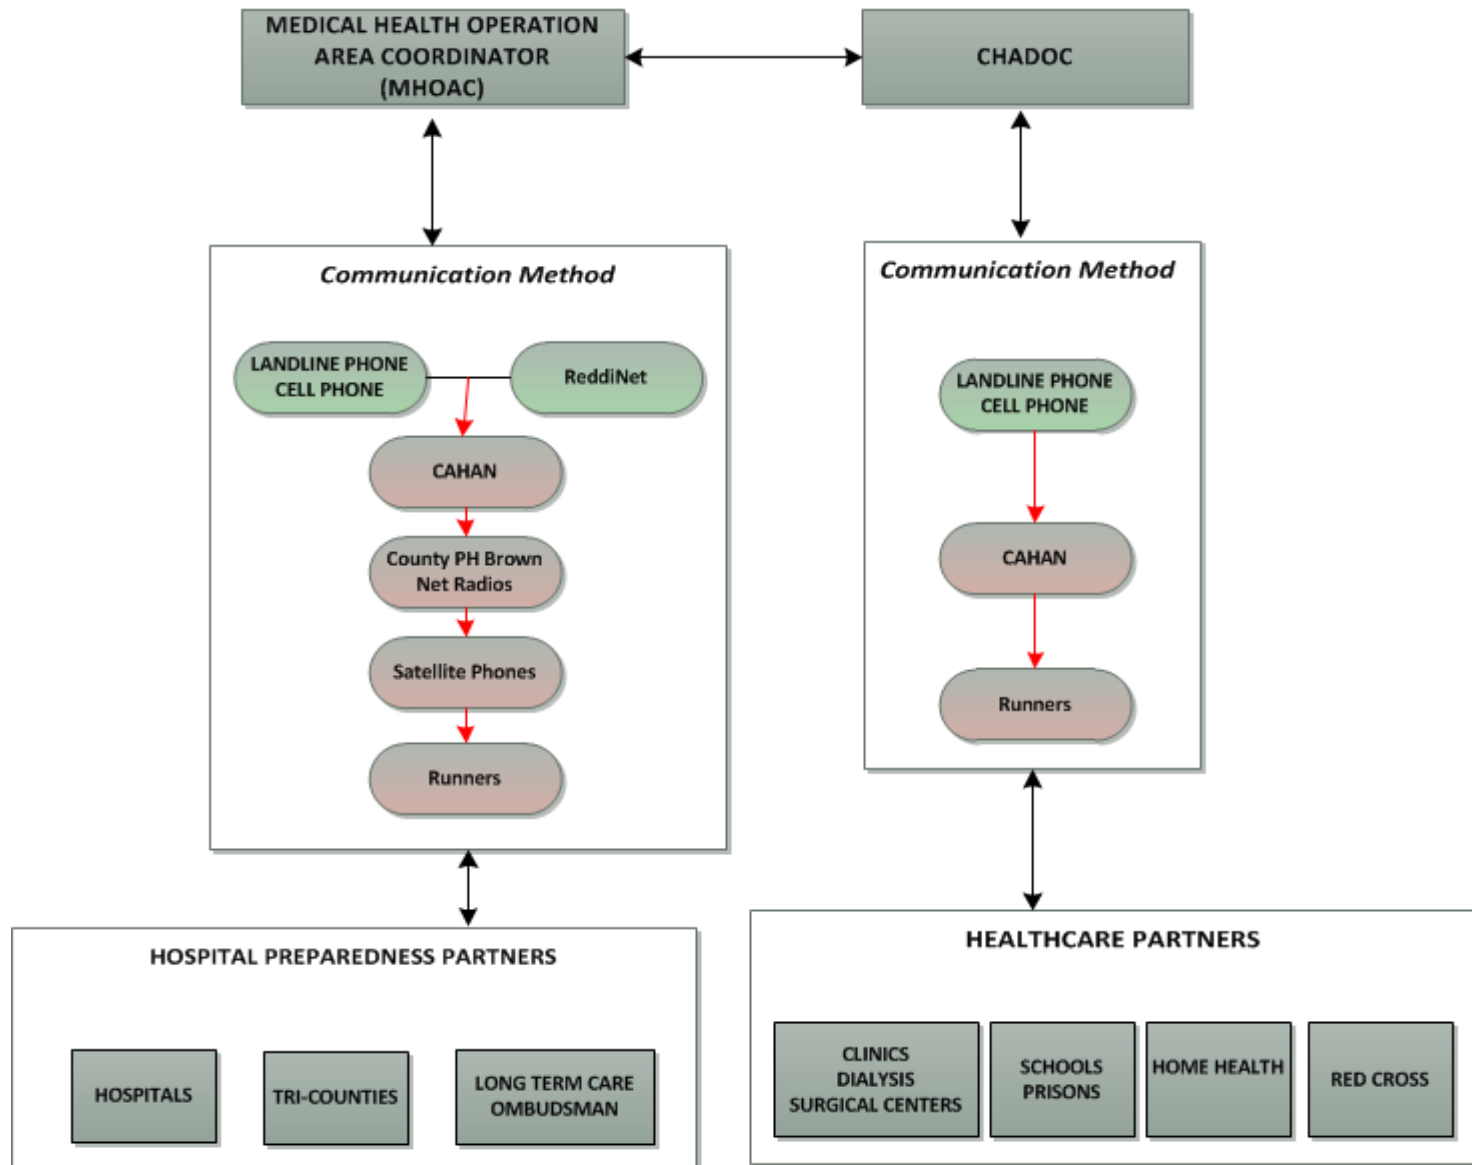 MEDICAL HEALTH OPERATION
AREA COORDINATOR
(MHOAC)
CHADOC
Communication Method
LANDLINE PHONE
CELL PHONE
ReddiNet
CAHAN
County PH Brown
Net Radios
Satellite Phones
Runners
Communication Method
LANDLINE PHONE
CELL PHONE
CAHAN
Runners
HOSPITAL PREPAREDNESS PARTNERS
HOSPITALS
TRI-COUNTIES
LONG TERM CARE
OMBUDSMAN
HEALTHCARE PARTNERS
CLINICS
DIALYSIS
SURGICAL CENTERS
SCHOOLS
PRISONS
HOME HEALTH
RED CROSS